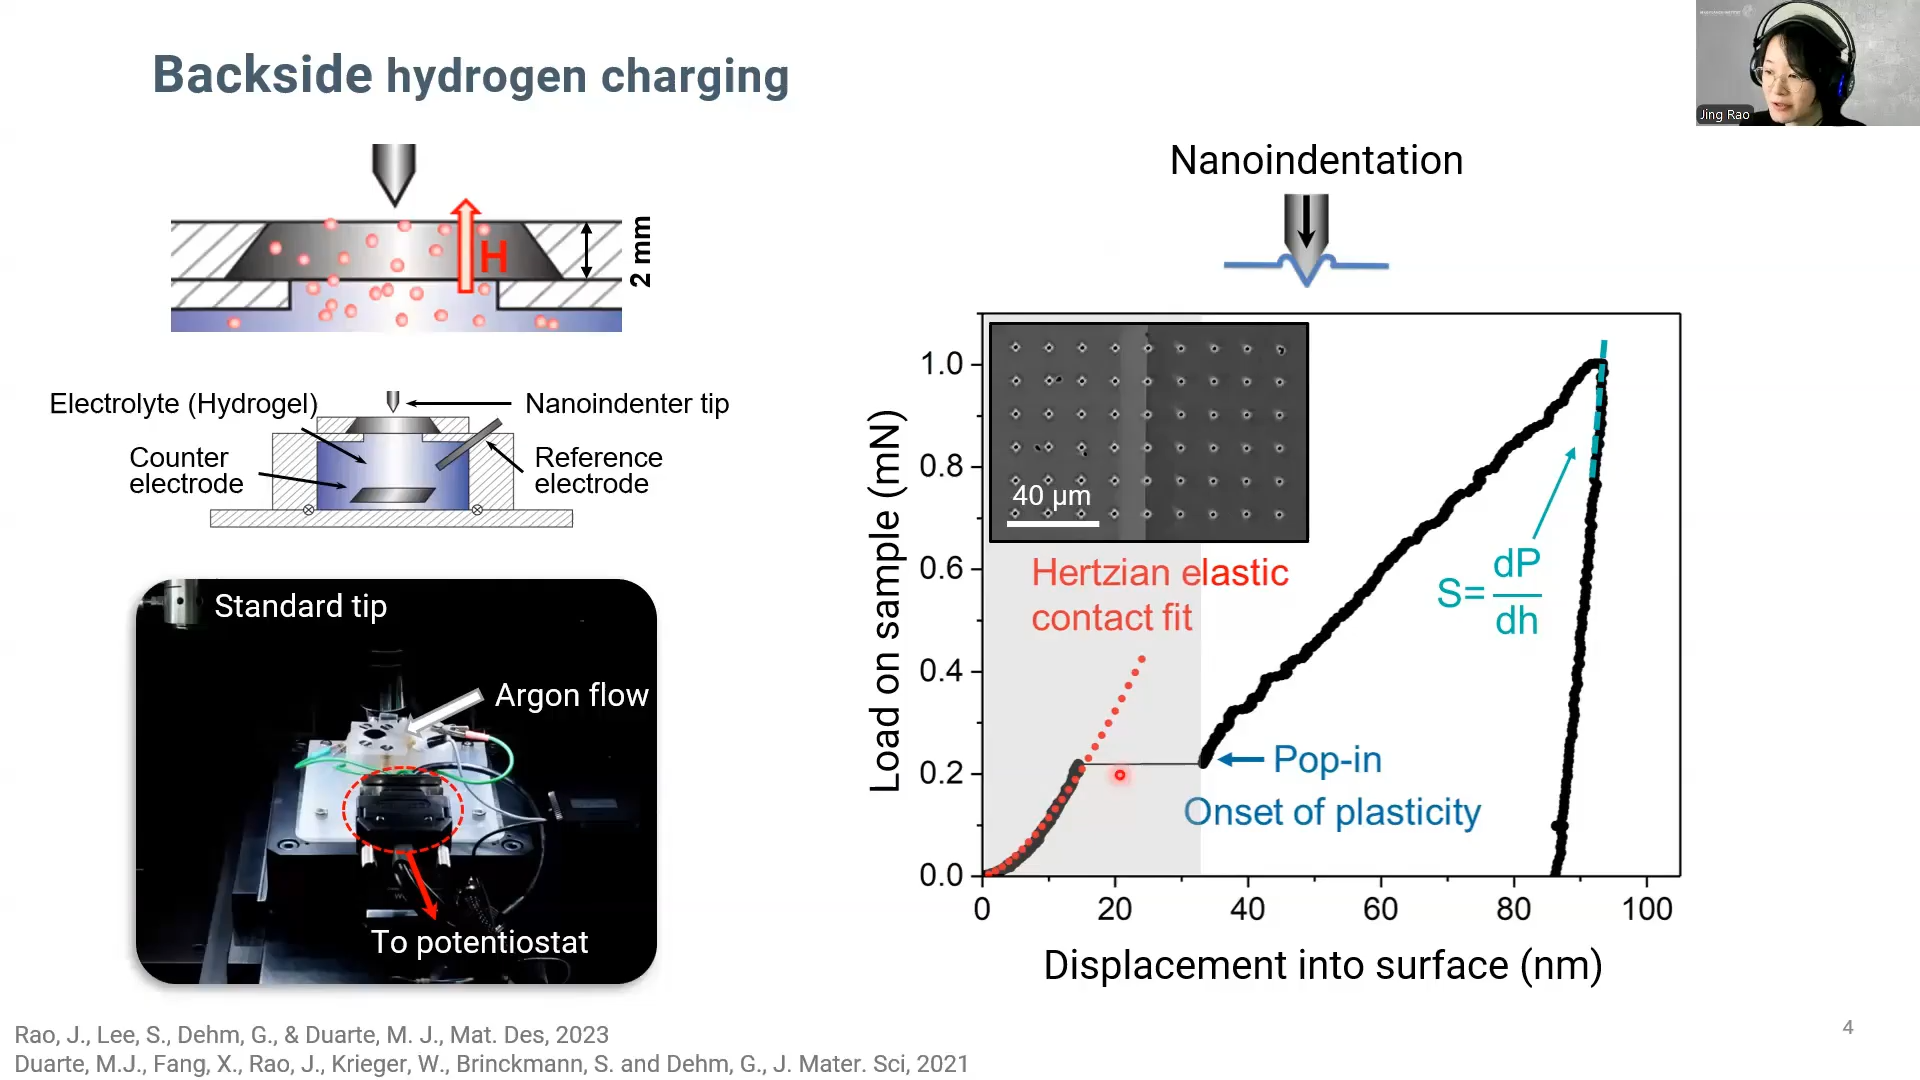 Backside hydrogen charging
Jing Rao
H
2 mm
Electrolyte (Hydrogel)
Nanoindenter tip
Counter
electrode
Reference
electrode
Standard tip
Argon flow
To potentiostat
Nanoindentation
Load on sample (mN)
1.0
0.8
0.6
0.4
0.2
0.0
40 µm
Hertzian elastic
contact fit
S= dP
dh
Pop-in
Onset of plasticity
0 20 40 60 80 100
Displacement into surface (nm)
Rao, J., Lee, S., Dehm, G., & Duarte, M. J., Mat. Des, 2023
Duarte, M.J., Fang, X., Rao, J., Krieger, W., Brinckmann, S. and Dehm, G., J. Mater. Sci, 2021
4